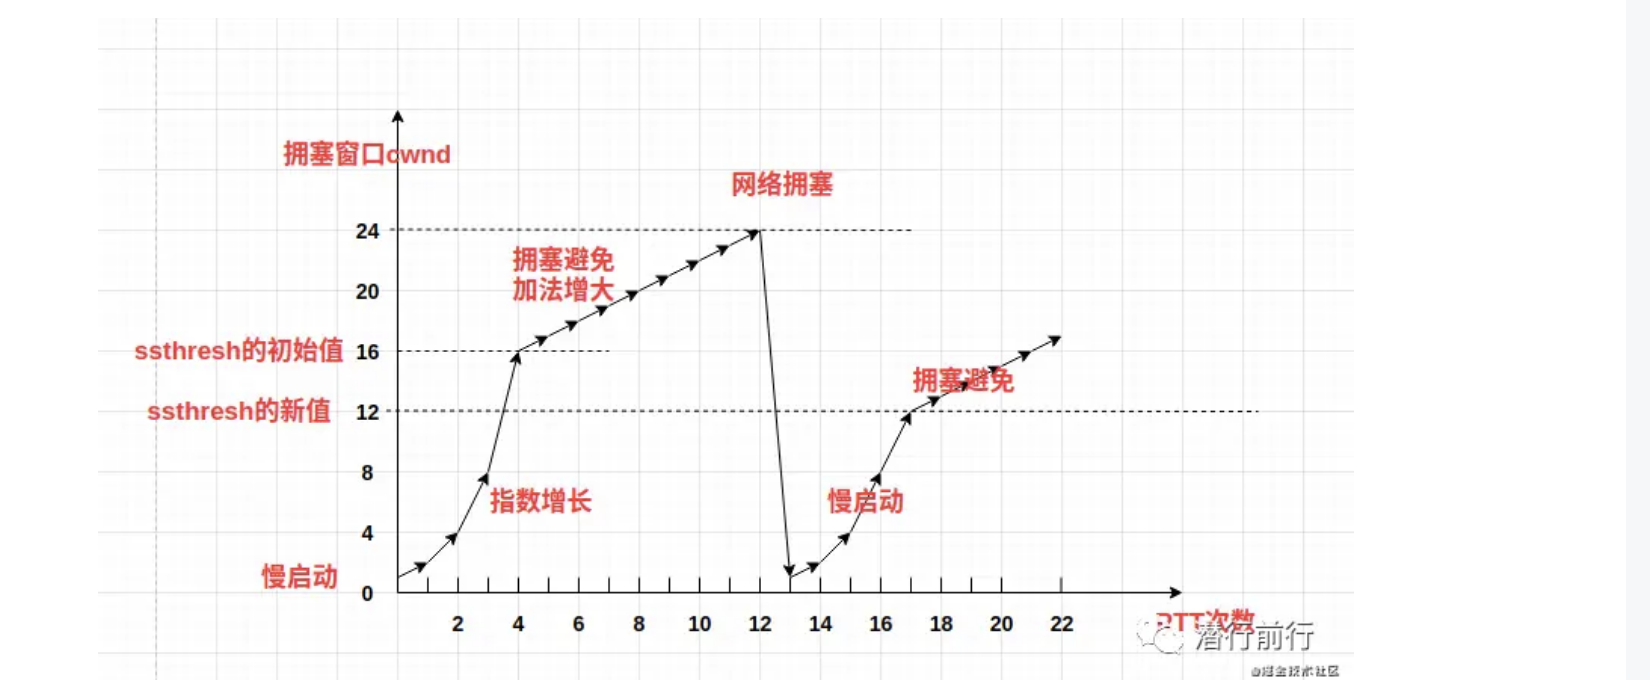 拥塞窗口cwnd
网络拥塞
24
拥塞避免
加法增大
20
ssthresh的初始值 16
拥塞避免
ssthresh的新值 12
8
指数增长
慢启动
4
慢启动
0
2 4 6 8 10 12 14 16 18 20 22
RTT次数
潜行前行
@掘金技术社区